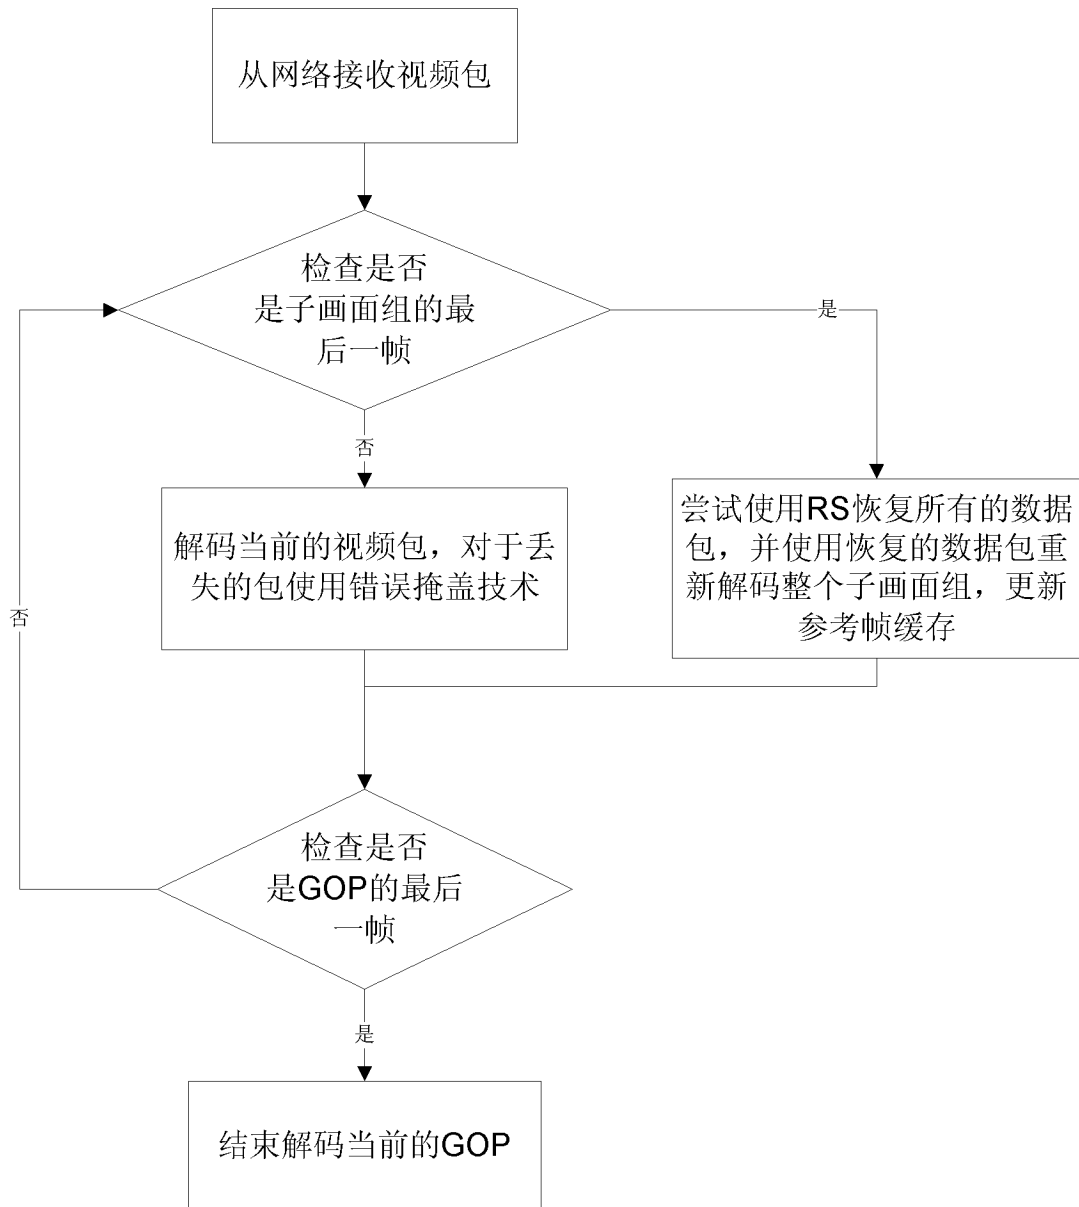 从网络接收视频包
检查是否
是子画面组的最
后一帧
是
否
解码当前的视频包，对于丢
失的包使用错误掩盖技术
尝试使用RS恢复所有的数据
包，并使用恢复的数据包重
新解码整个子画面组，更新
参考帧缓存
否
检查是否
是GOP的最后
一帧
是
结束解码当前的GOP